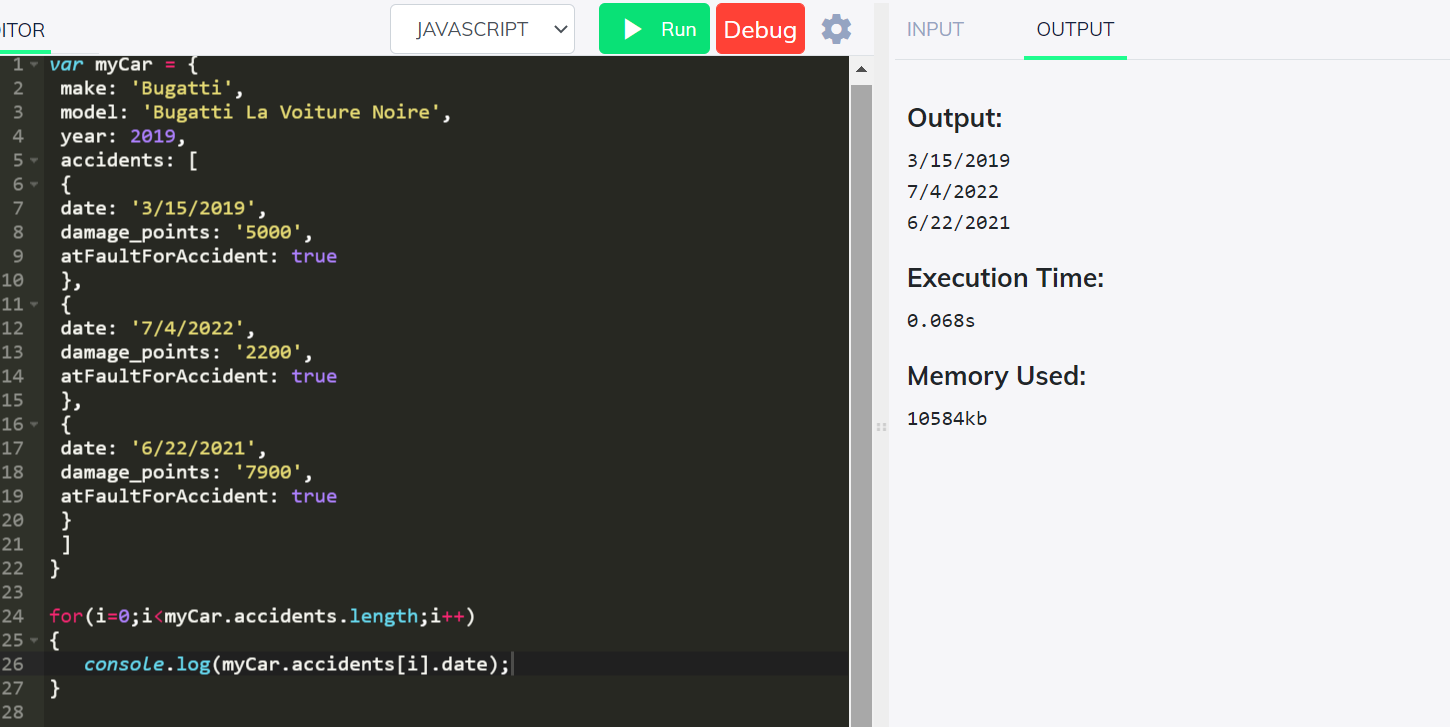 ITOR
JAVASCRIPT
Run
Debug
INPUT
OUTPUT
1 var myCar = {
2 make: 'Bugatti',
3 model: 'Bugatti La Voiture Noire',
4 year: 2019,
5 accidents: [
6 {
7 date: '3/15/2019',
8 damage_points: '5000',
9 atFaultForAccident: true
10 },
11 {
12 date: '7/4/2022',
13 damage_points: '2200',
14 atFaultForAccident: true
15 },
16 {
17 date: '6/22/2021',
18 damage_points: '7900',
19 atFaultForAccident: true
20 }
21 ]
22 }
23
24 for(i=0;i<myCar.accidents.length;i++)
25 {
26 console.log(myCar.accidents[i].date);
27 }
28
Output:
3/15/2019
7/4/2022
6/22/2021
Execution Time:
0.068s
Memory Used:
10584kb